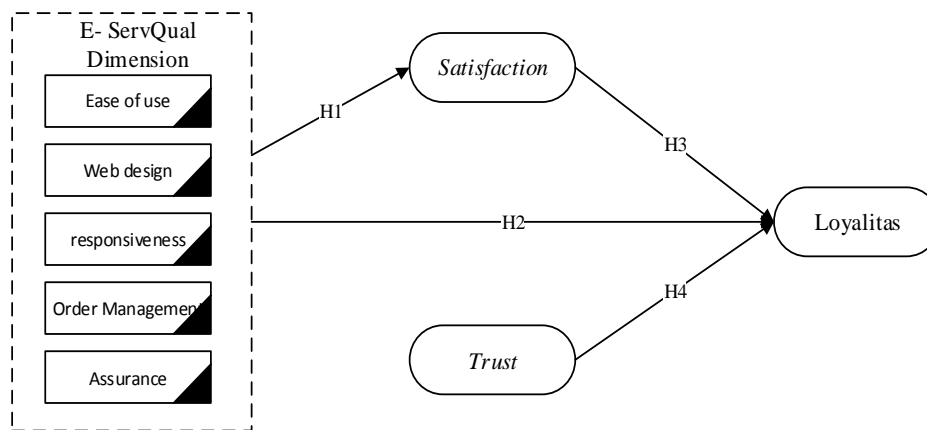 E- ServQual
Dimension
Ease of use
Web design
responsiveness
Order Management
Assurance
H1
Satisfaction
H3
H2
Loyalitas
H4
Trust